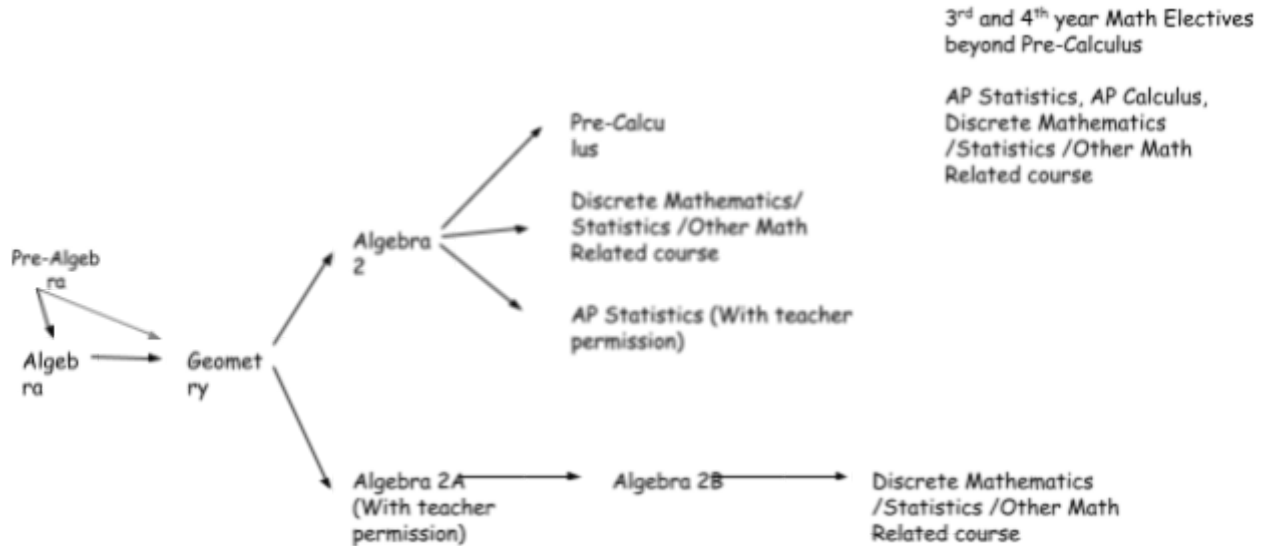 3rd and 4th year Math Electives
beyond Pre-Calculus
AP Statistics, AP Calculus,
Discrete Mathematics
/Statistics /Other Math
Related course
Pre-Calcu
lus
Discrete Mathematics/
Statistics /Other Math
Related course
AP Statistics (With teacher
permission)
Algebra
2
Pre-Algeb
ra
Algeb
ra
Geomet
ry
Algebra 2A
(With teacher
permission)
Algebra 2B
Discrete Mathematics
/Statistics /Other Math
Related course